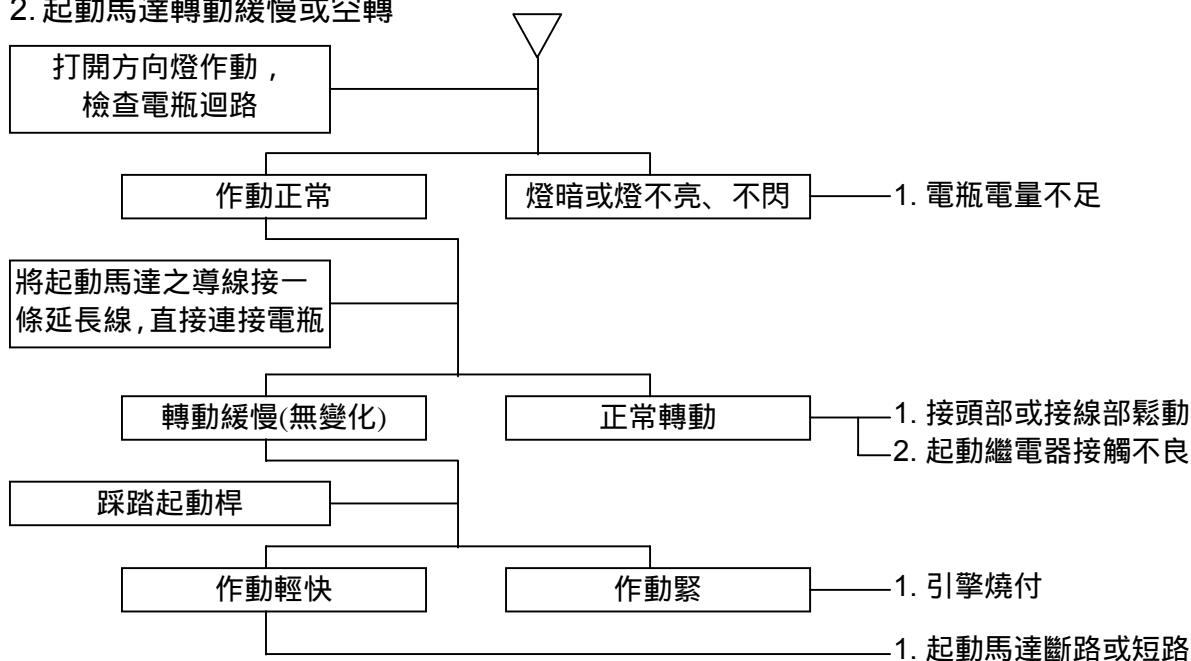 2. 起動馬達轉動緩慢或空轉
打開方向燈作動，
檢查電瓶迴路
作動正常
燈暗或燈不亮、不閃
1. 電瓶電量不足
將起動馬達之導線接一
條延長線,直接連接電瓶
轉動緩慢(無變化)
正常轉動
1. 接頭部或接線部鬆動
2. 起動繼電器接觸不良
踩踏起動桿
作動輕快
作動緊
1. 引擎燒付
1. 起動馬達斷路或短路